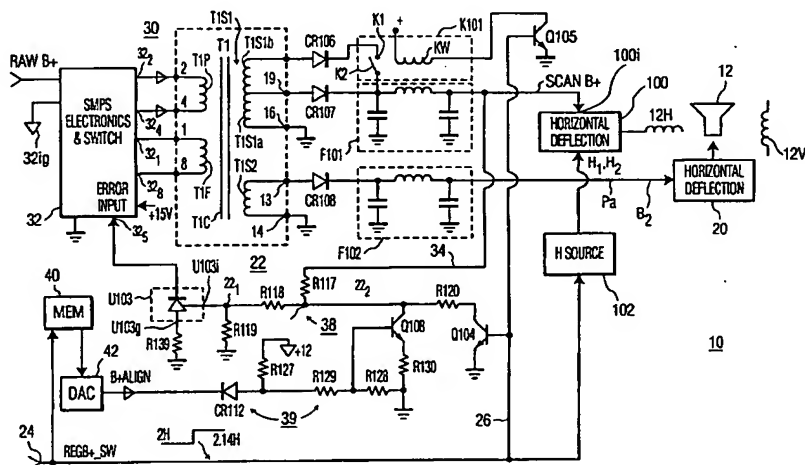 30
T1S1
K1
K101
+
T1S1b
CR106
KW
Q105
RAW B+
32₂
T1
2
T1P
K2
100i
100
12
4
19
CR107
SCAN B+
SMPS ELECTRONICS & SWITCH
32₄
32₁
1
16
T1S1a
HORIZONTAL DEFLECTION
12H
F101
32ig
8
T1F
T1S2
32₈
H₁, H₂
12V
ERROR INPUT
+15V
13
CR108
HORIZONTAL DEFLECTION
Pa
B₂
20
32
32₅
T1C
14
22
F102
34
H SOURCE
U103
U103i
22₁
R118
R117
22₂
R120
102
40
MEM
U103g
R139
R119
38
Q108
Q104
10
42
DAC
B+ALIGN
+12
R127
R130
R129
R128
CR112
39
26
24
REGB+_SW
2H
2.14H